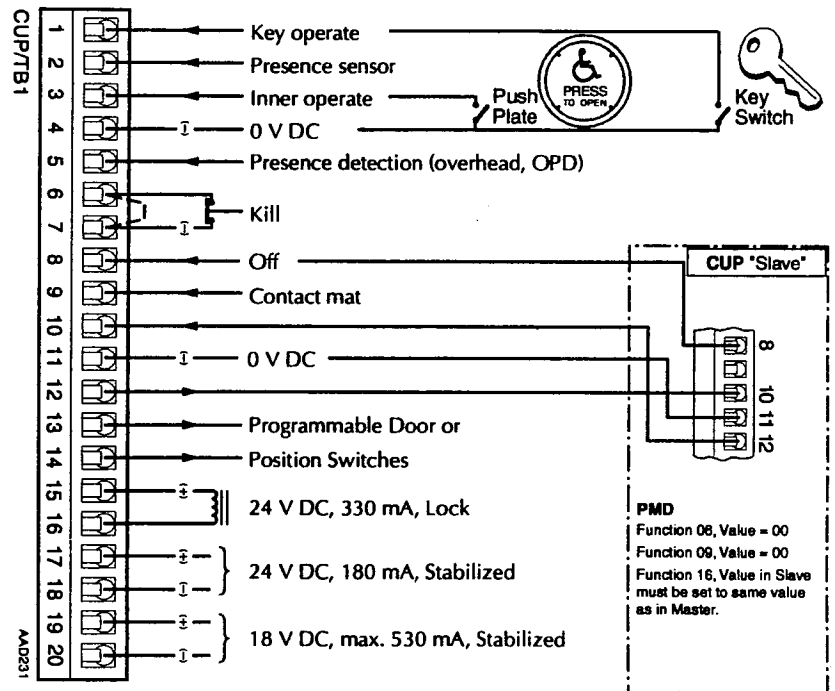 CUP/TB1
1 Key operate
2 Presence sensor
3 Inner operate
Push
Plate
PRESS
TO OPEN
Key
Switch
4 0 V DC
5 Presence detection (overhead, OPD)
6
Kill
7
8 Off
9 Contact mat
10
11 0 V DC
12
13 Programmable Door or
14 Position Switches
15
24 V DC, 330 mA, Lock
16
17
24 V DC, 180 mA, Stabilized
18
19
18 V DC, max. 530 mA, Stabilized
20
AAD231
CUP "Slave"
8
10
11
12
PMD
Function 06, Value = 00
Function 09, Value = 00
Function 16, Value in Slave
must be set to same value
as in Master.